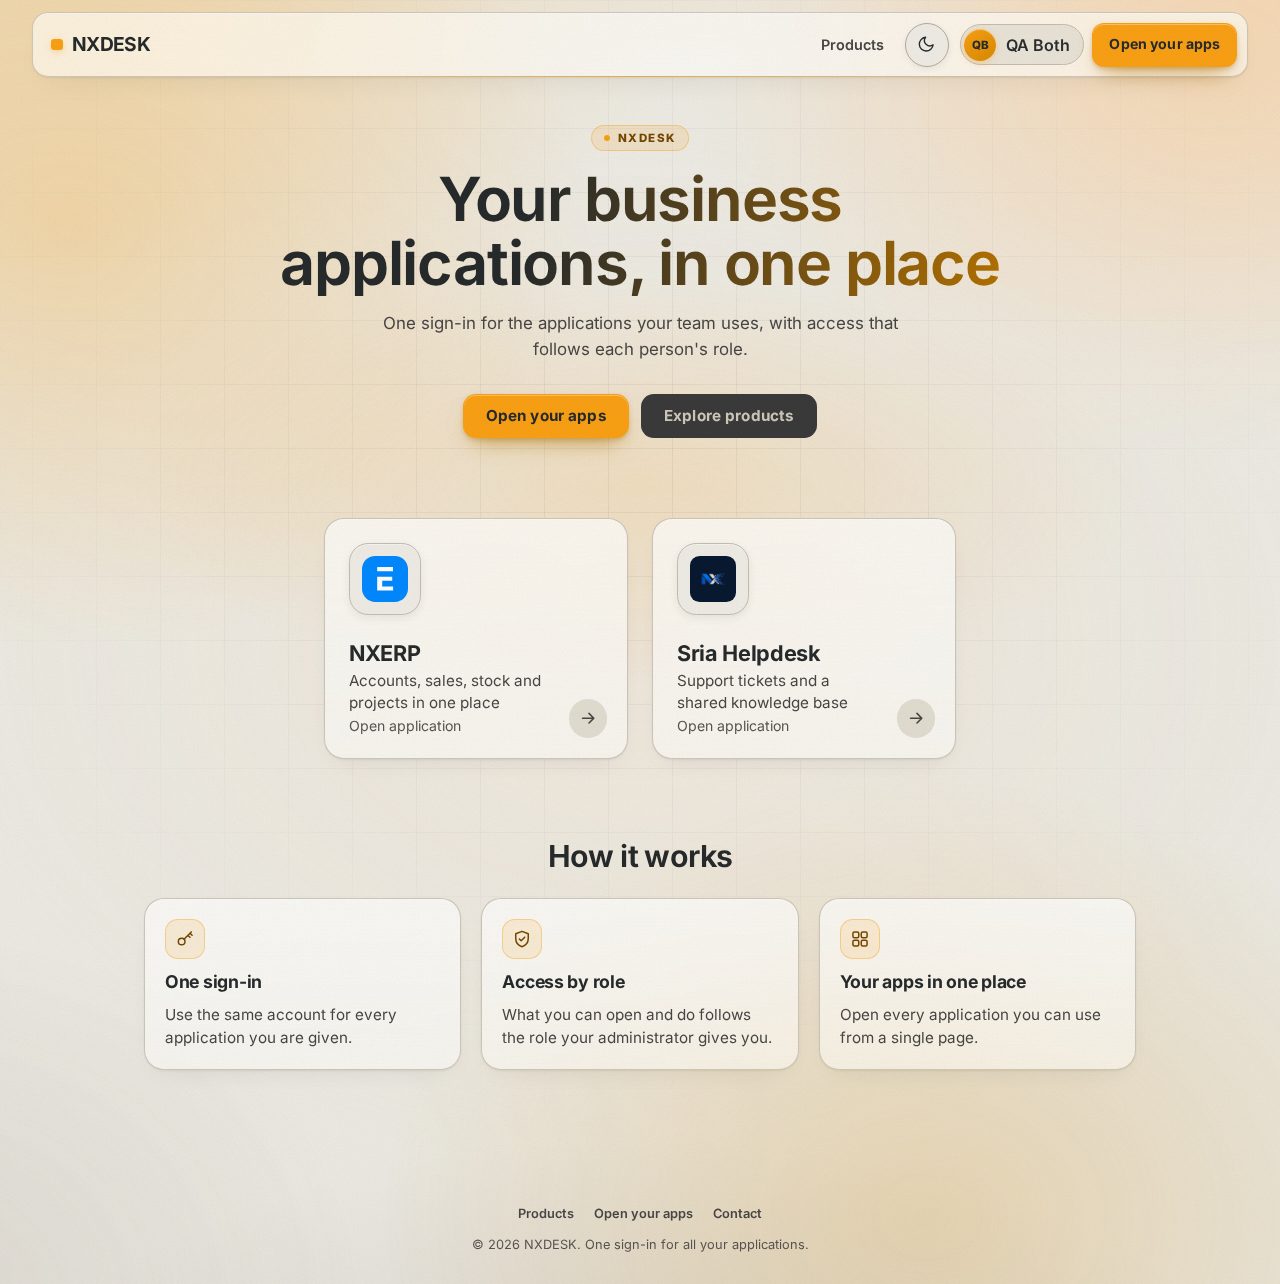 NXDESK
Products
QB
QA Both
Open your apps
NXDESK
Your business
applications, in one place
One sign-in for the applications your team uses, with access that
follows each person's role.
Open your apps
Explore products
E
NXERP
Accounts, sales, stock and
projects in one place
Open application
NX
Sria Helpdesk
Support tickets and a
shared knowledge base
Open application
How it works
One sign-in
Use the same account for every
application you are given.
Access by role
What you can open and do follows
the role your administrator gives you.
Your apps in one place
Open every application you can use
from a single page.
Products
Open your apps
Contact
© 2026 NXDESK. One sign-in for all your applications.